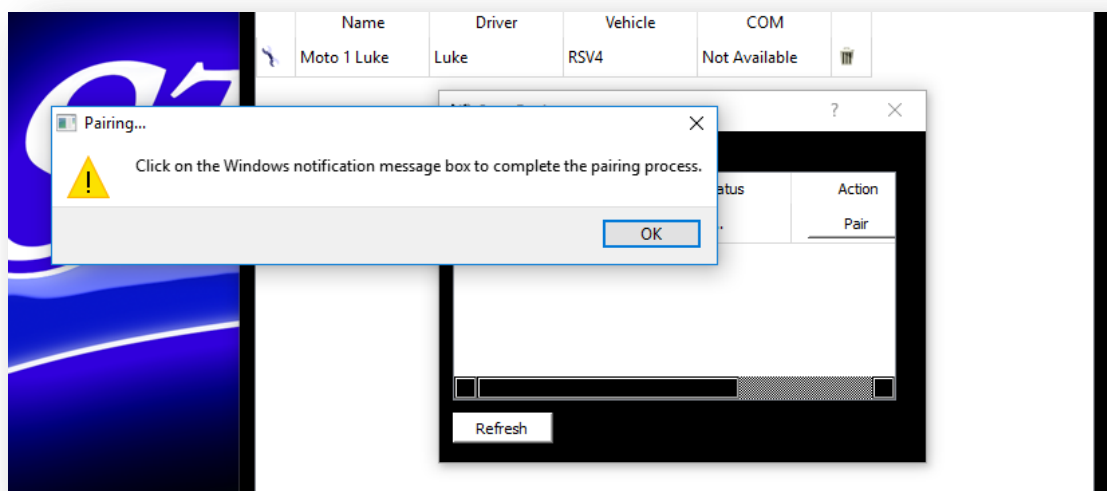 Name Driver Vehicle COM
Moto 1 Luke Luke RSV4 Not Available
? 
Pairing...
Click on the Windows notification message box to complete the pairing process.
OK
Action
Pair
Refresh